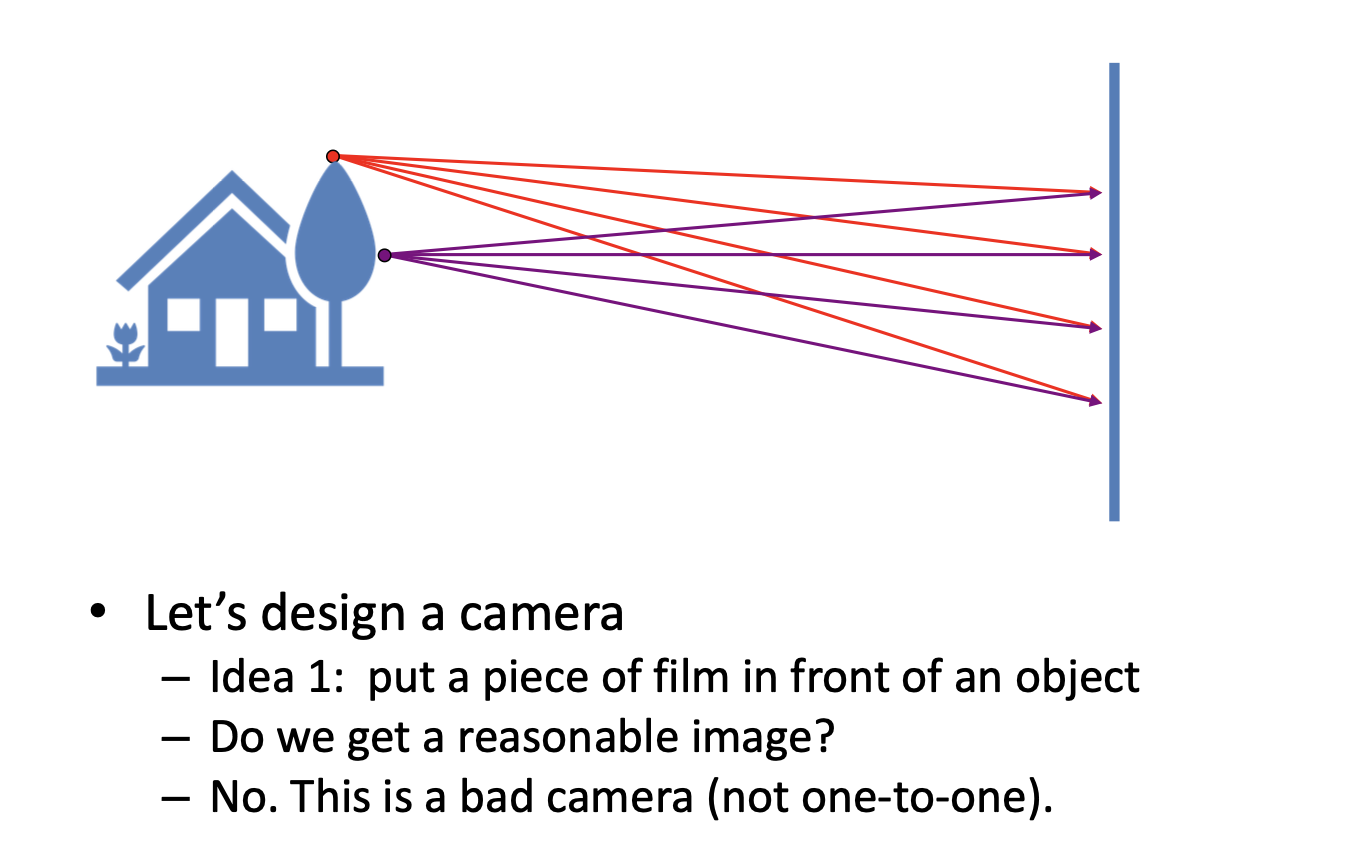 • Let’s design a camera
– Idea 1:  put a piece of film in front of an object
– Do we get a reasonable image?
– No. This is a bad camera (not one-to-one).